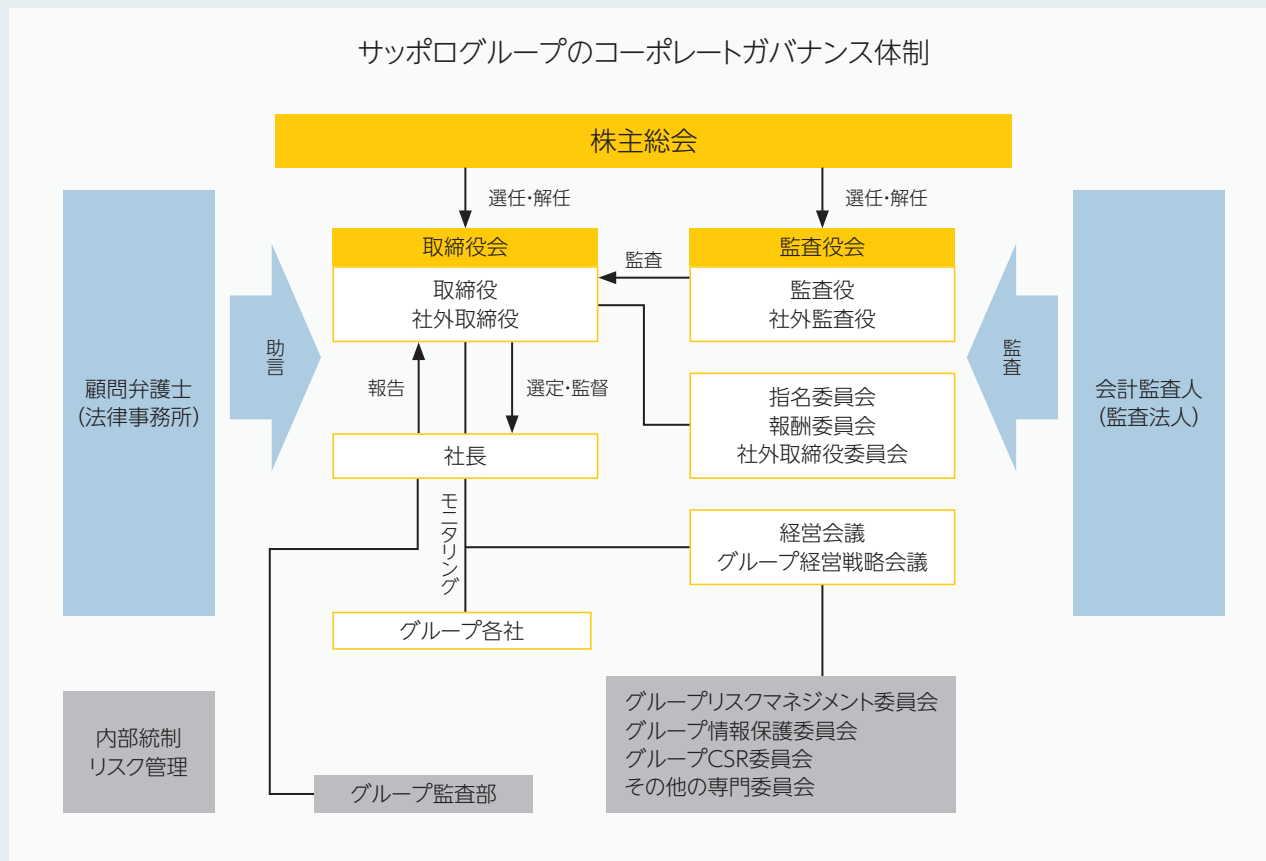 サッポログループのコーポレートガバナンス体制
株主総会
選任・解任
選任・解任
取締役会
取締役
社外取締役
監査
監査役会
監査役
社外監査役
助言
監査
顧問弁護士
(法律事務所)
会計監査人
(監査法人)
報告
選定・監督
指名委員会
報酬委員会
社外取締役委員会
社長
モニタリング
経営会議
グループ経営戦略会議
グループ各社
内部統制
リスク管理
グループリスクマネジメント委員会
グループ情報保護委員会
グループCSR委員会
その他の専門委員会
グループ監査部